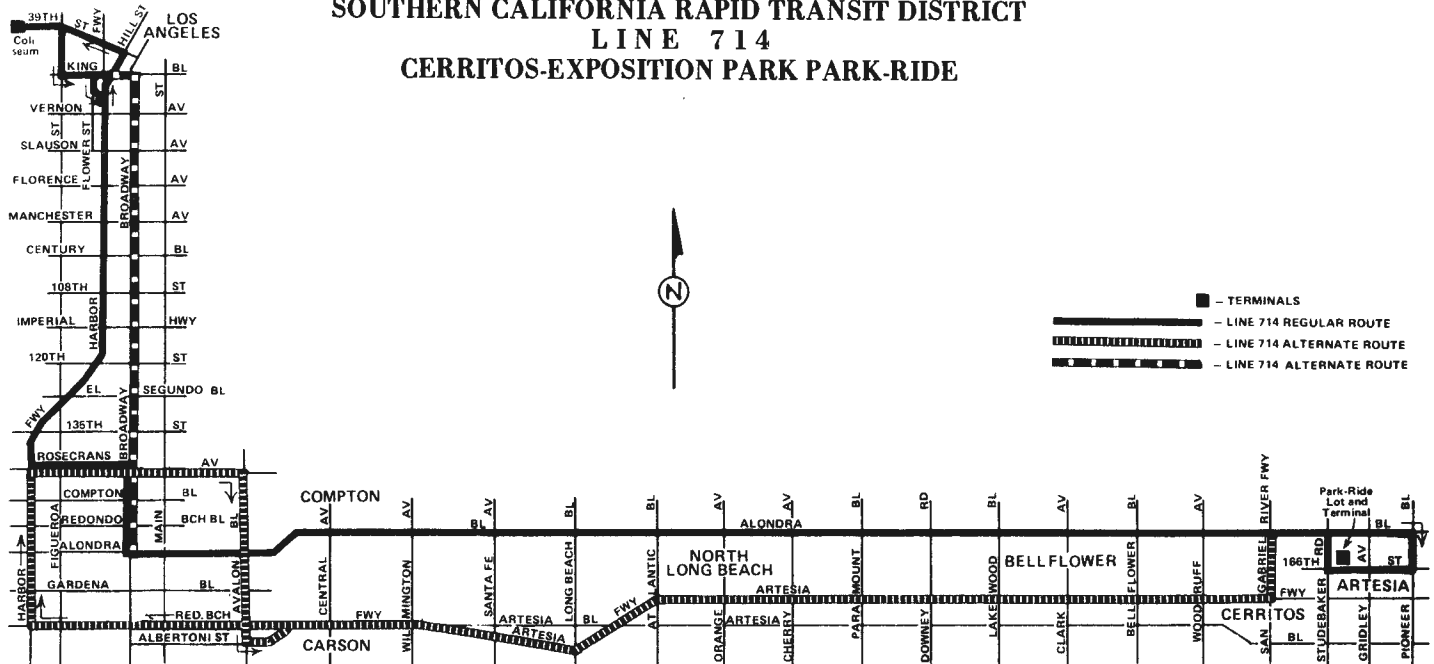 SOUTHERN CALIFORNIA RAPID TRANSIT DISTRICT
LINE 714
CERRITOS-EXPOSITION PARK PARK-RIDE
39TH ST
FWY
HILL ST
LOS
ANGELES
Coli
seum
KING BL
ST
VERNON AV
ST
FLOWER ST
SLAUSON AV
FLORENCE AV
BROADWAY
MANCHESTER AV
CENTURY BL
108TH ST
HARBOR
IMPERIAL HWY
120TH ST
EL SEGUNDO BL
FWY
BROADWAY
135TH ST
ROSECRANS AV
N
– TERMINALS
– LINE 714 REGULAR ROUTE
– LINE 714 ALTERNATE ROUTE
– LINE 714 ALTERNATE ROUTE
COMPTON BL
REDONDO BCH BL
ALONDRA
FIGUEROA
MAIN
HARBOR
GARDENA BL
AVALON BL
RED. BCH
ALBERTONI ST
COMPTON
BL
ALONDRA
BL
CENTRAL AV
WILMINGTON AV
SANTA FE AV
LONG BEACH BL
ATLANTIC BL
ORANGE AV
CHERRY AV
PARAMOUNT BL
DOWNEY RD
LAKEWOOD BL
CLARK AV
BELLFLOWER BL
WOODRUFF AV
SAN GABRIEL RIVER FWY
STUDEBAKER RD
GRIDLEY AV
PIONEER BL
Park-Ride
Lot and
Terminal
NORTH
LONG BEACH
BELLFLOWER
166TH ST
ARTESIA
ARTESIA
FWY
CERRITOS
FWY
ARTESIA BL
ARTESIA
FWY
ARTESIA
BL
CARSON